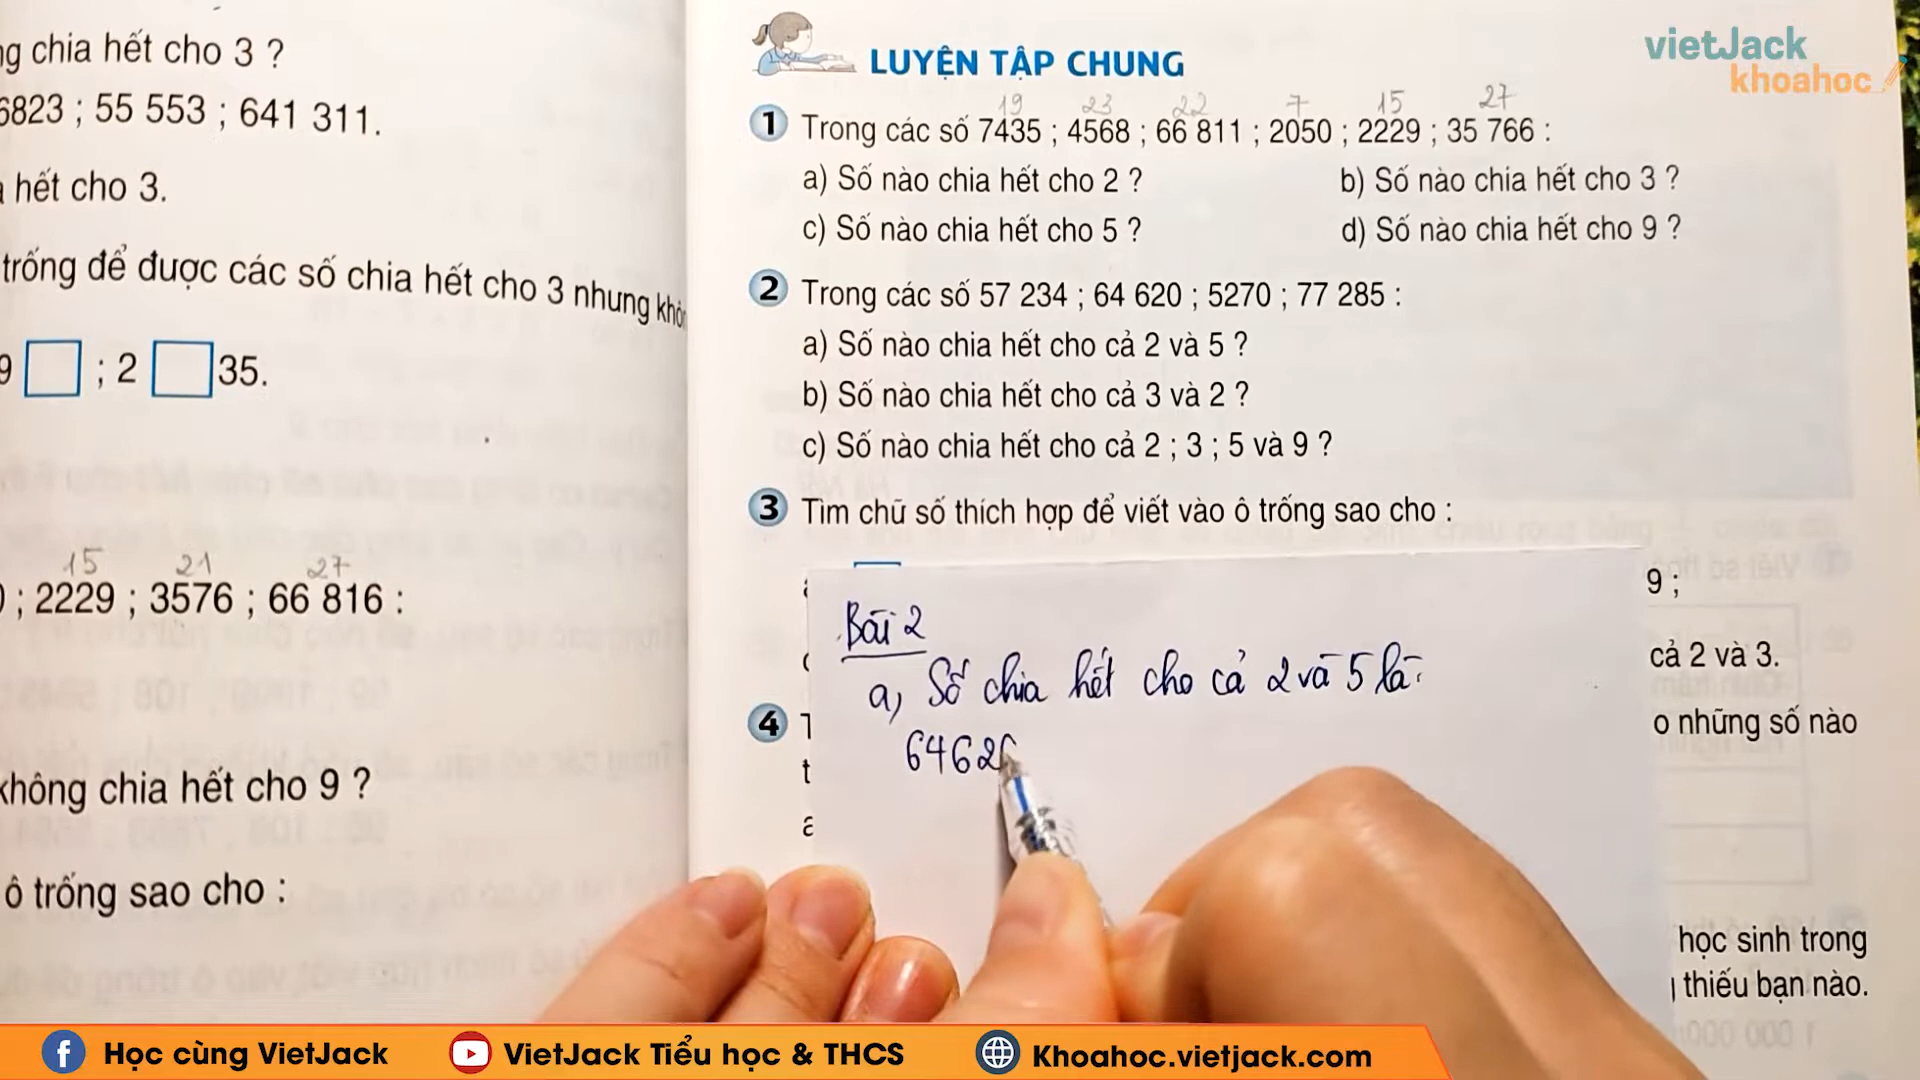 ng chia hết cho 3 ?
6823 ; 55 553 ; 641 311.
hết cho 3.
trống để được các số chia hết cho 3 nhưng
9 ; 2 35.
15 21 27
; 2229 ; 3576 ; 66 816 :
không chia hết cho 9 ?
ô trống sao cho :
vietJack
khoahoc
LUYỆN TẬP CHUNG
19 23 22 7 15 27
1 Trong các số 7435 ; 4568 ; 66 811 ; 2050 ; 2229 ; 35 766 :
a) Số nào chia hết cho 2 ? b) Số nào chia hết cho 3 ?
c) Số nào chia hết cho 5 ? d) Số nào chia hết cho 9 ?
2 Trong các số 57 234 ; 64 620 ; 5270 ; 77 285 :
a) Số nào chia hết cho cả 2 và 5 ?
b) Số nào chia hết cho cả 3 và 2 ?
c) Số nào chia hết cho cả 2 ; 3 ; 5 và 9 ?
3 Tìm chữ số thích hợp để viết vào ô trống sao cho :
9 ;
cả 2 và 3.
4
o những số nào
t
a
học sinh trong
thiếu bạn nào.
Bài 2
a, Số chia hết cho cả 2 và 5 là:
64620
Học cùng VietJack
VietJack Tiểu học & THCS
Khoahoc.vietjack.com